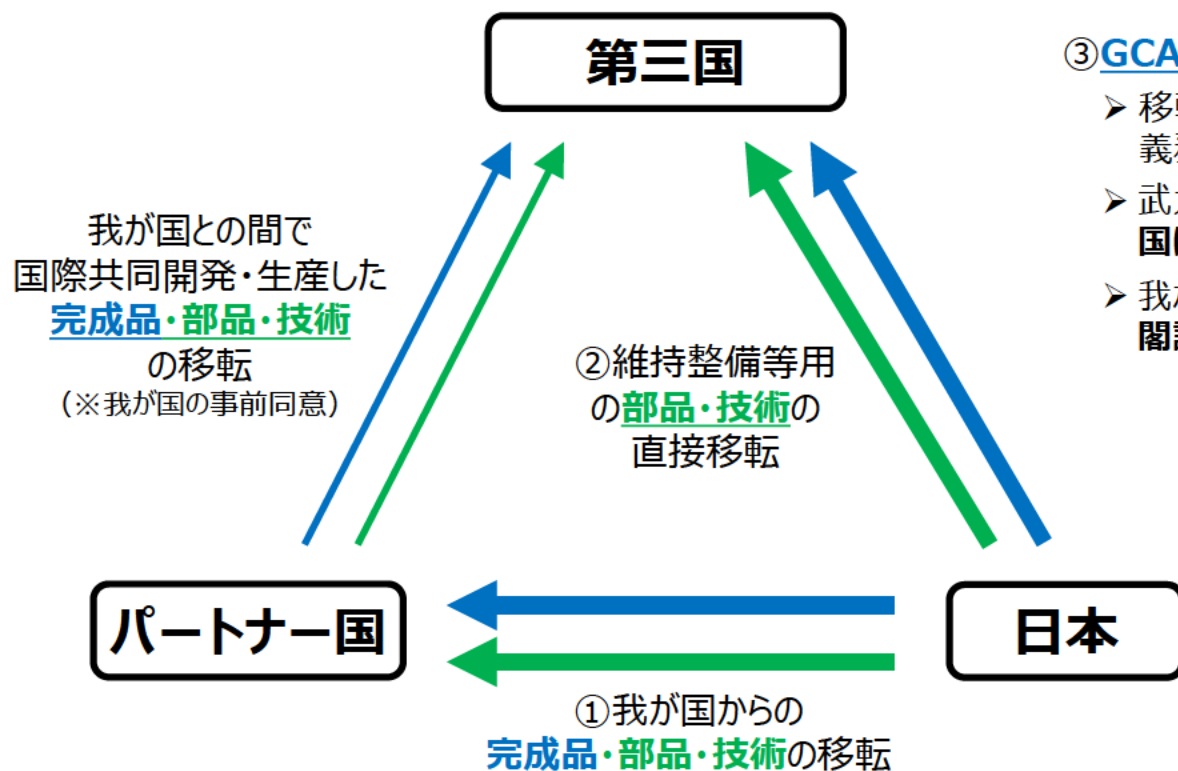 第三国
③GCA
➢ 移
義
➢ 武
国
➢ 我
閣
我が国との間で
国際共同開発・生産した
完成品・部品・技術
の移転
（※我が国の事前同意）
②維持整備等用
の部品・技術の
直接移転
パートナー国
日本
①我が国からの
完成品・部品・技術の移転